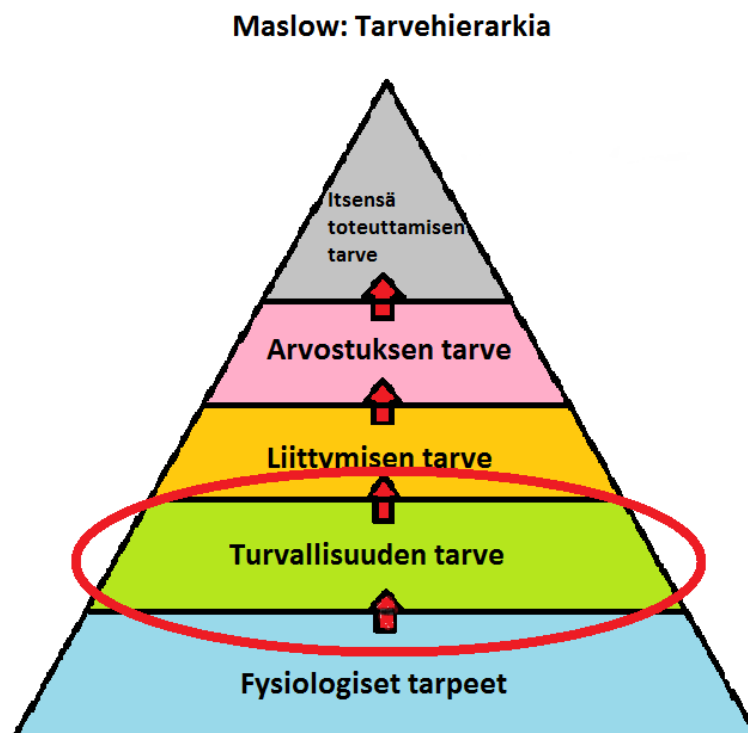 Maslow: Tarvehierarkia
Itsensä
toteuttamisen
tarve
Arvostuksen tarve
Liittymisen tarve
Turvallisuuden tarve
Fysiologiset tarpeet